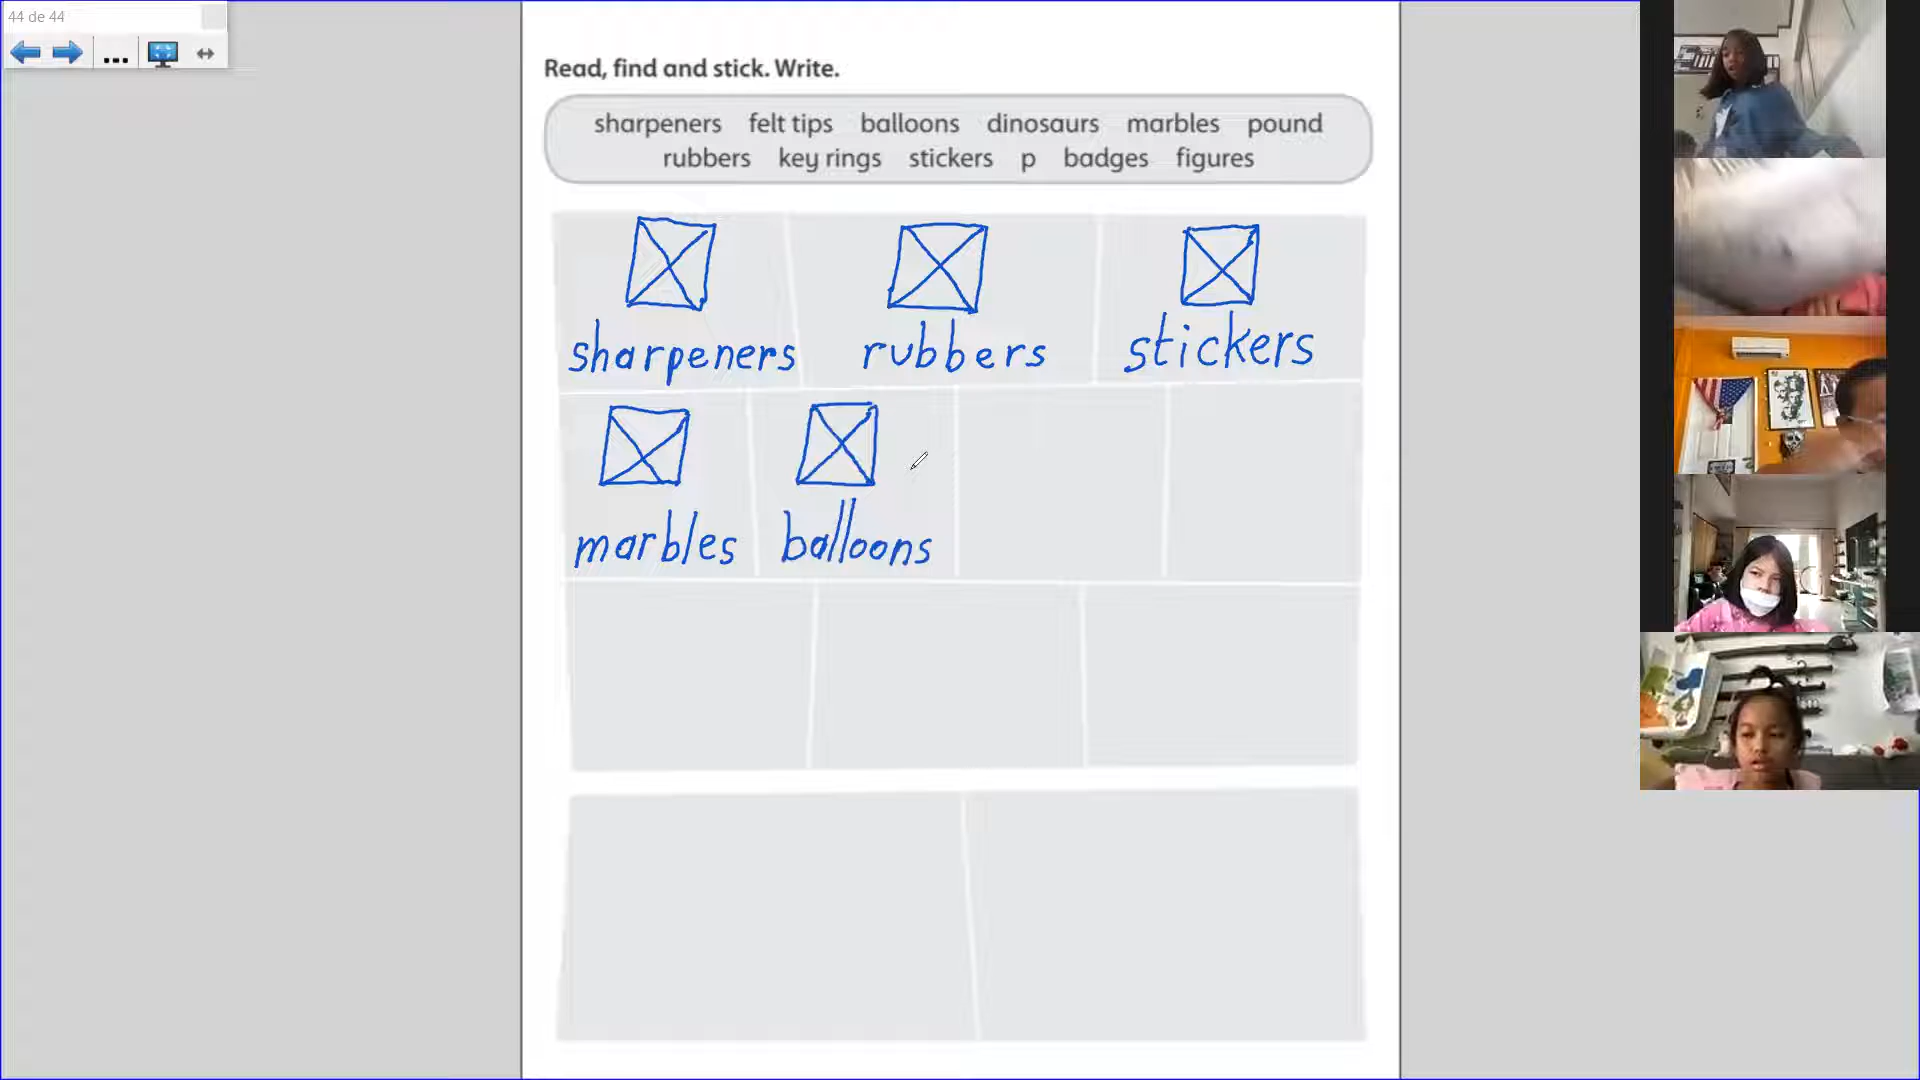 44 de 44
Read, find and stick. Write.
sharpeners felt tips balloons dinosaurs marbles pound
rubbers key rings stickers p badges figures
sharpeners rubbers stickers
marbles balloons